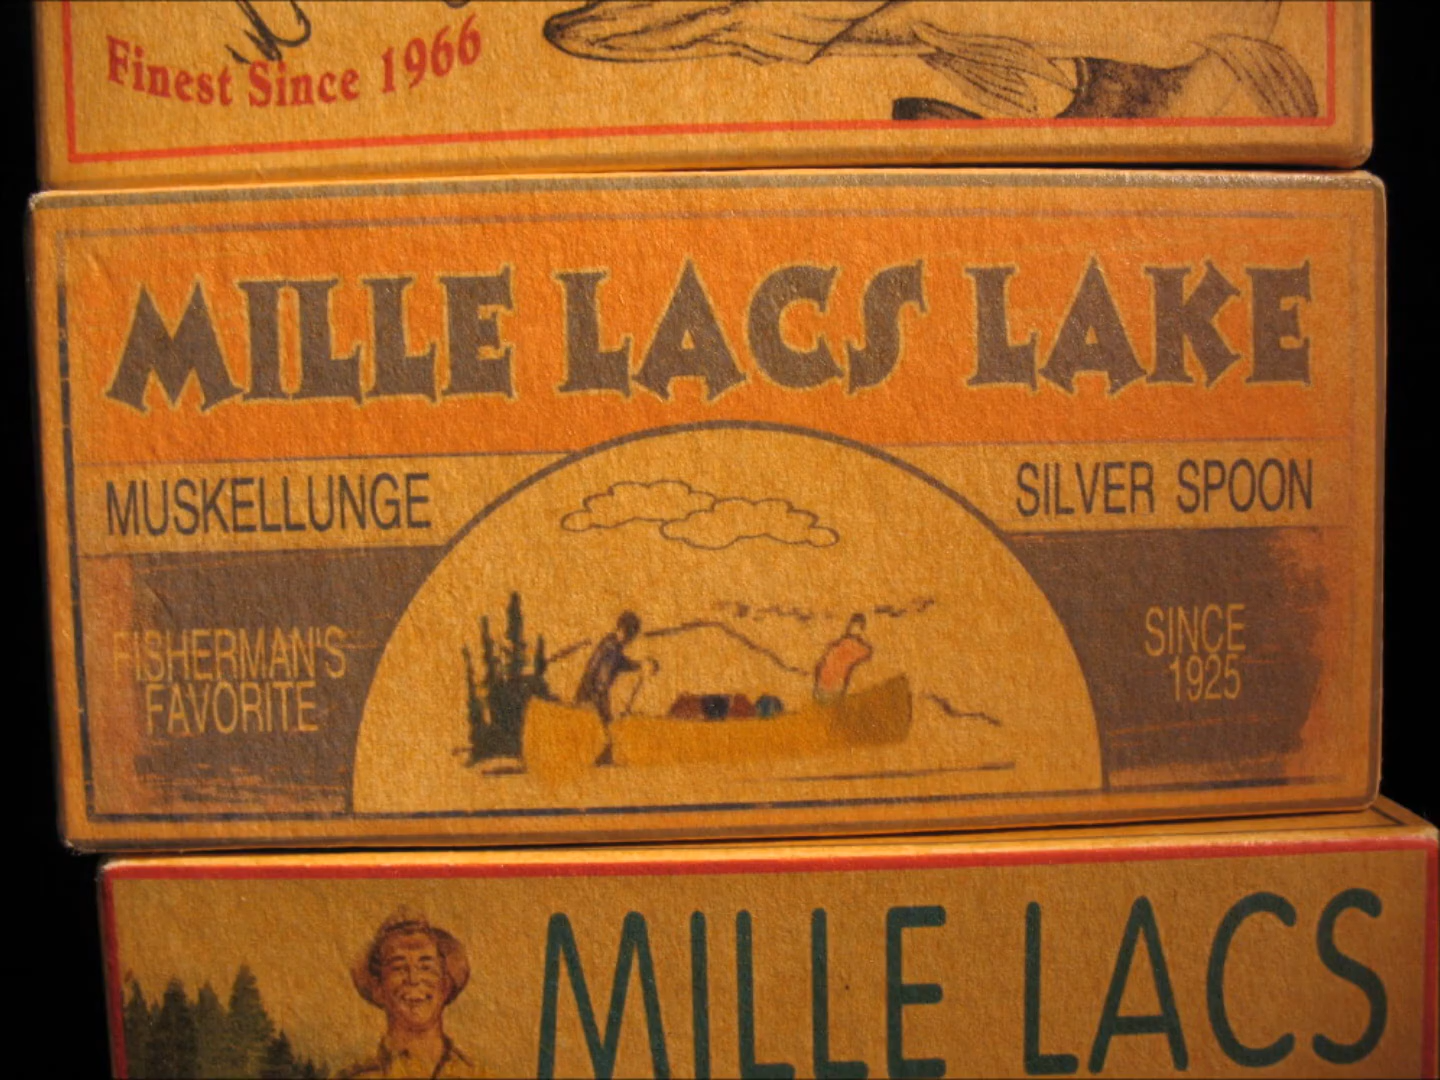 Finest Since 1966
MILLE LACS LAKE
MUSKELLUNGE
SILVER SPOON
FISHERMAN'S
FAVORITE
SINCE
1925
MILLE LACS